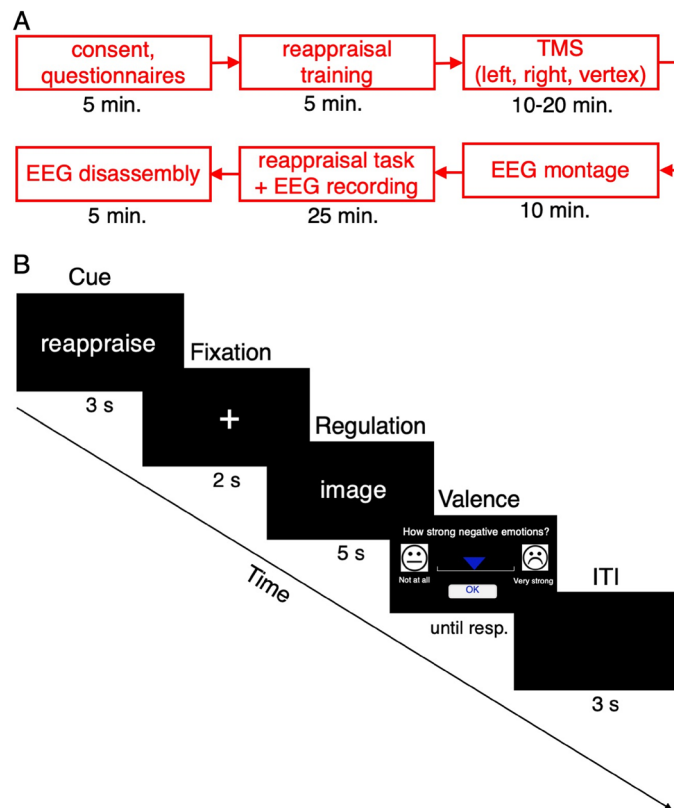 A
consent,
questionnaires
5 min.
reappraisal
training
5 min.
TMS
(left, right, vertex)
10-20 min.
EEG montage
10 min.
reappraisal task
+ EEG recording
25 min.
EEG disassembly
5 min.
B
Cue
reappraise
3 s
Fixation
+
2 s
Regulation
image
5 s
Valence
How strong negative emotions?
Not at all
Very strong
OK
until resp.
ITI
3 s
Time